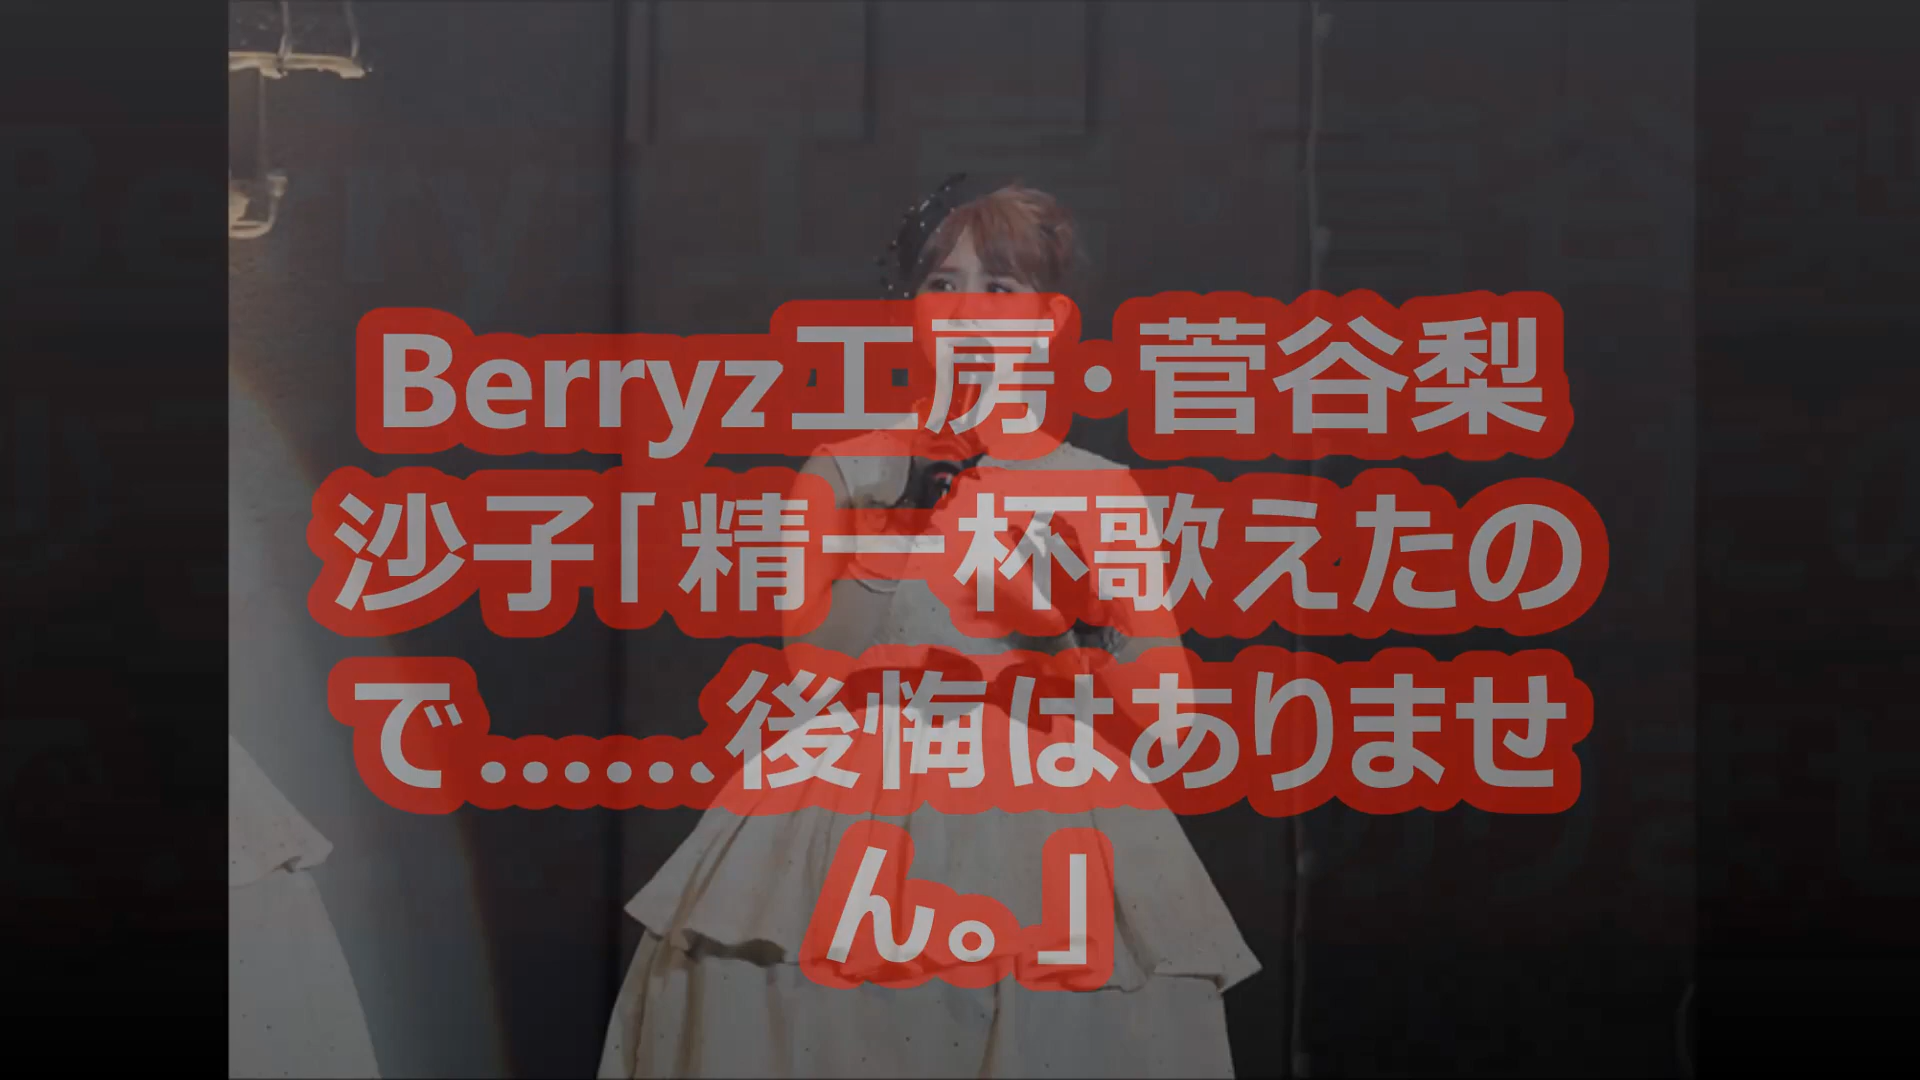 Berryz工房・菅谷梨
沙子「精一杯歌えたの
で……後悔はありませ
ん。」